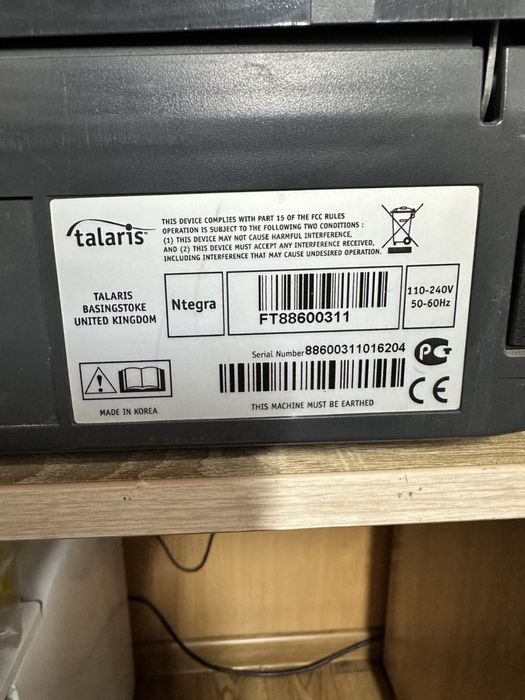 talaris™
THIS DEVICE COMPLIES WITH PART 15 OF THE FCC RULES
OPERATION IS SUBJECT TO THE FOLLOWING TWO CONDITIONS :
(1) THIS DEVICE MAY NOT CAUSE HARMFUL INTERFERENCE,
AND (2) THIS DEVICE MUST ACCEPT ANY INTERFERENCE RECEIVED,
INCLUDING INTERFERENCE THAT MAY CAUSE UNDESIRED OPERATION.
TALARIS
BASINGSTOKE
UNITED KINGDOM
Ntegra
FT88600311
110-240V
50-60Hz
Serial Number 88600311016204
MADE IN KOREA
THIS MACHINE MUST BE EARTHED
РСТ
CE